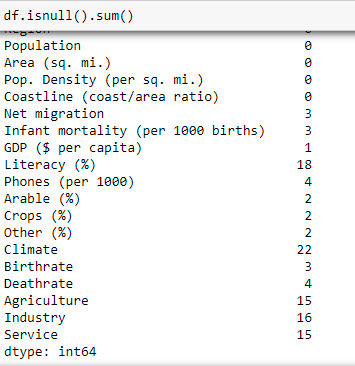 df.isnull().sum()
Region 0
Population 0
Area (sq. mi.) 0
Pop. Density (per sq. mi.) 0
Coastline (coast/area ratio) 0
Net migration 3
Infant mortality (per 1000 births) 3
GDP ($ per capita) 1
Literacy (%) 18
Phones (per 1000) 4
Arable (%) 2
Crops (%) 2
Other (%) 2
Climate 22
Birthrate 3
Deathrate 4
Agriculture 15
Industry 16
Service 15
dtype: int64